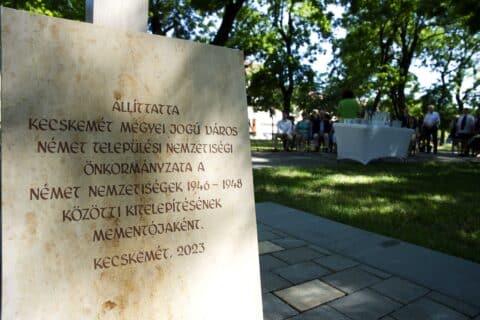 ÁLLÍTTATTA
KECSKEMÉT MEGYEI JOGÚ VÁROS
NÉMET TELEPÜLÉSI NEMZETISÉGI
ÖNKORMÁNYZATA A
NÉMET NEMZETISÉGEK 1946 – 1948
KÖZÖTTI KITELEPÍTÉSÉNEK
MEMENTÓJAKÉNT.
KECSKEMÉT, 2023